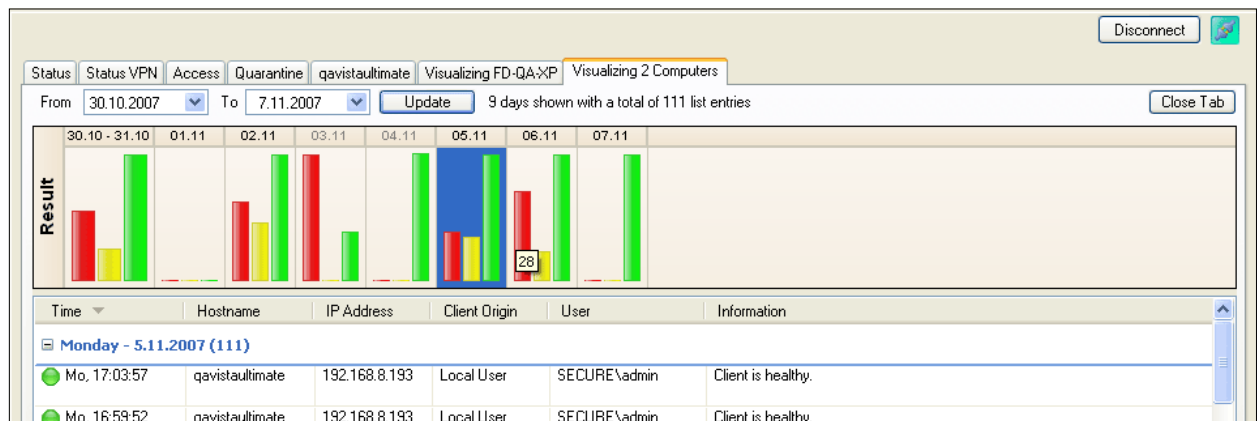 Disconnect
Status Status VPN Access Quarantine qavistaultimate Visualizing FD-QA-XP Visualizing 2 Computers
From 30.10.2007 To 7.11.2007 Update 9 days shown with a total of 111 list entries Close Tab
30.10 - 31.10 01.11 02.11 03.11 04.11 05.11 06.11 07.11
Result
28
Time Hostname IP Address Client Origin User Information
Monday - 5.11.2007 (111)
Mo, 17:03:57 qavistaultimate 192.168.8.193 Local User SECURE\admin Client is healthy.
Mo, 16:59:52 qavistaultimate 192.168.8.193 Local User SECURE\admin Client is healthy.